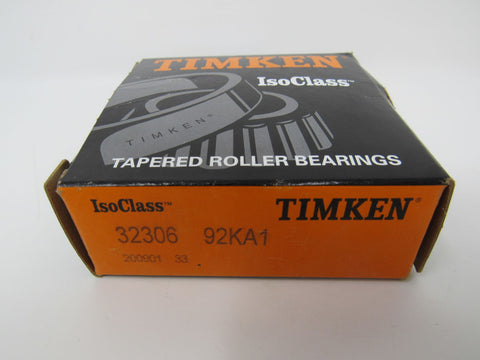 TIMKEN
IsoClass™
TIMKEN®
TAPERED ROLLER BEARINGS
IsoClass™ TIMKEN®
32306 92KA1
200901 33